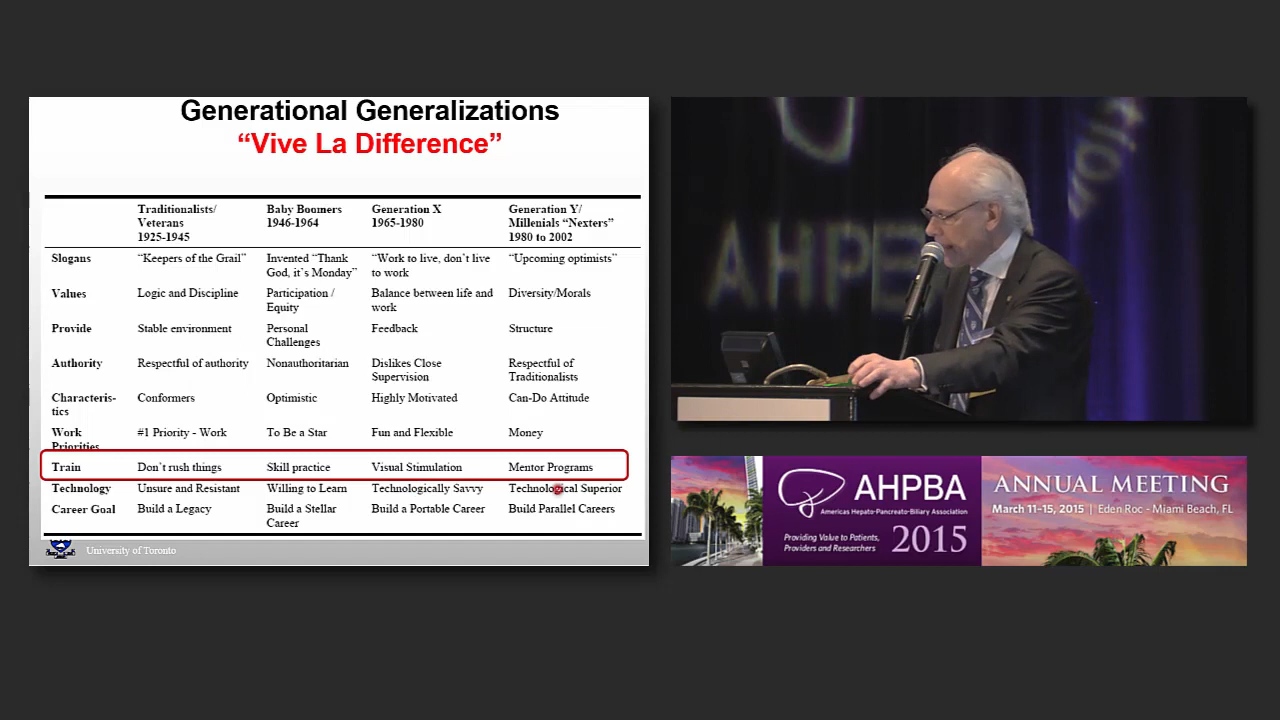 Generational Generalizations
“Vive La Difference”
Traditionalists/ Baby Boomers Generation X Generation Y/
Veterans 1946-1964 1965-1980 Millenials “Nexters”
1925-1945 1980 to 2002
Slogans “Keepers of the Grail” Invented “Thank “Work to live, don’t live “Upcoming optimists”
God, it’s Monday” to work
Values Logic and Discipline Participation / Balance between life and Diversity/Morals
Equity work
Provide Stable environment Personal Feedback Structure
Challenges
Authority Respectful of authority Nonauthoritarian Dislikes Close Respectful of
Supervision Traditionalists
Characteris- Conformers Optimistic Highly Motivated Can-Do Attitude
tics
Work #1 Priority - Work To Be a Star Fun and Flexible Money
Priorities
Train Don’t rush things Skill practice Visual Stimulation Mentor Programs
Technology Unsure and Resistant Willing to Learn Technologically Savvy Technological Superior
Career Goal Build a Legacy Build a Stellar Build a Portable Career Build Parallel Careers
Career
University of Toronto
AHPB
AHPBA
Americas Hepato-Pancreato-Biliary Association
Providing Value to Patients,
Providers and Researchers
2015
ANNUAL MEETING
March 11-15, 2015 | Eden Roc - Miami Beach, FL